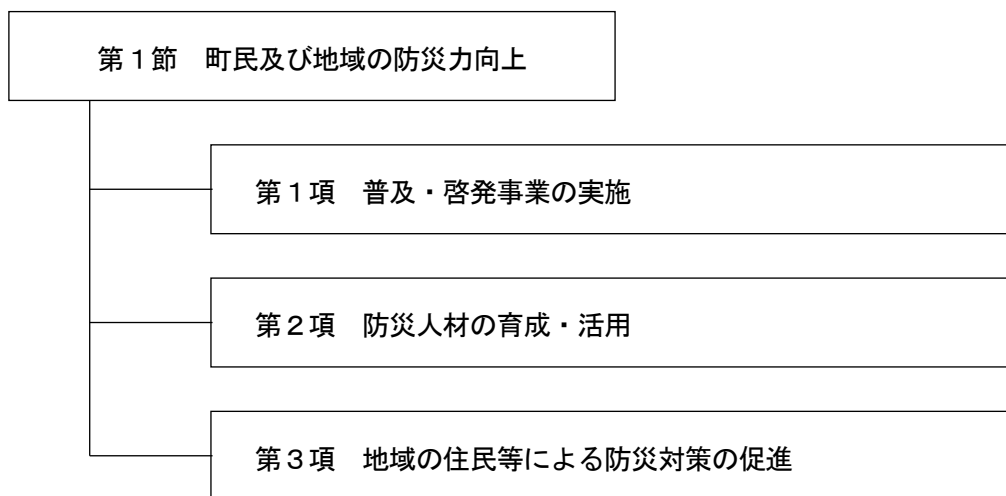 第１節　町民及び地域の防災力向上
第１項　普及・啓発事業の実施
第２項　防災人材の育成・活用
第３項　地域の住民等による防災対策の促進